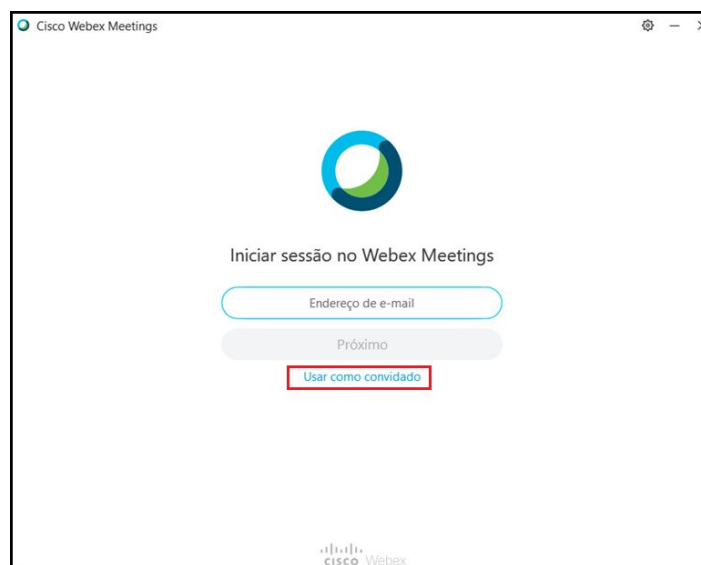 Cisco Webex Meetings
Iniciar sessão no Webex Meetings
Endereço de e-mail
Próximo
Usar como convidado
cisco Webex